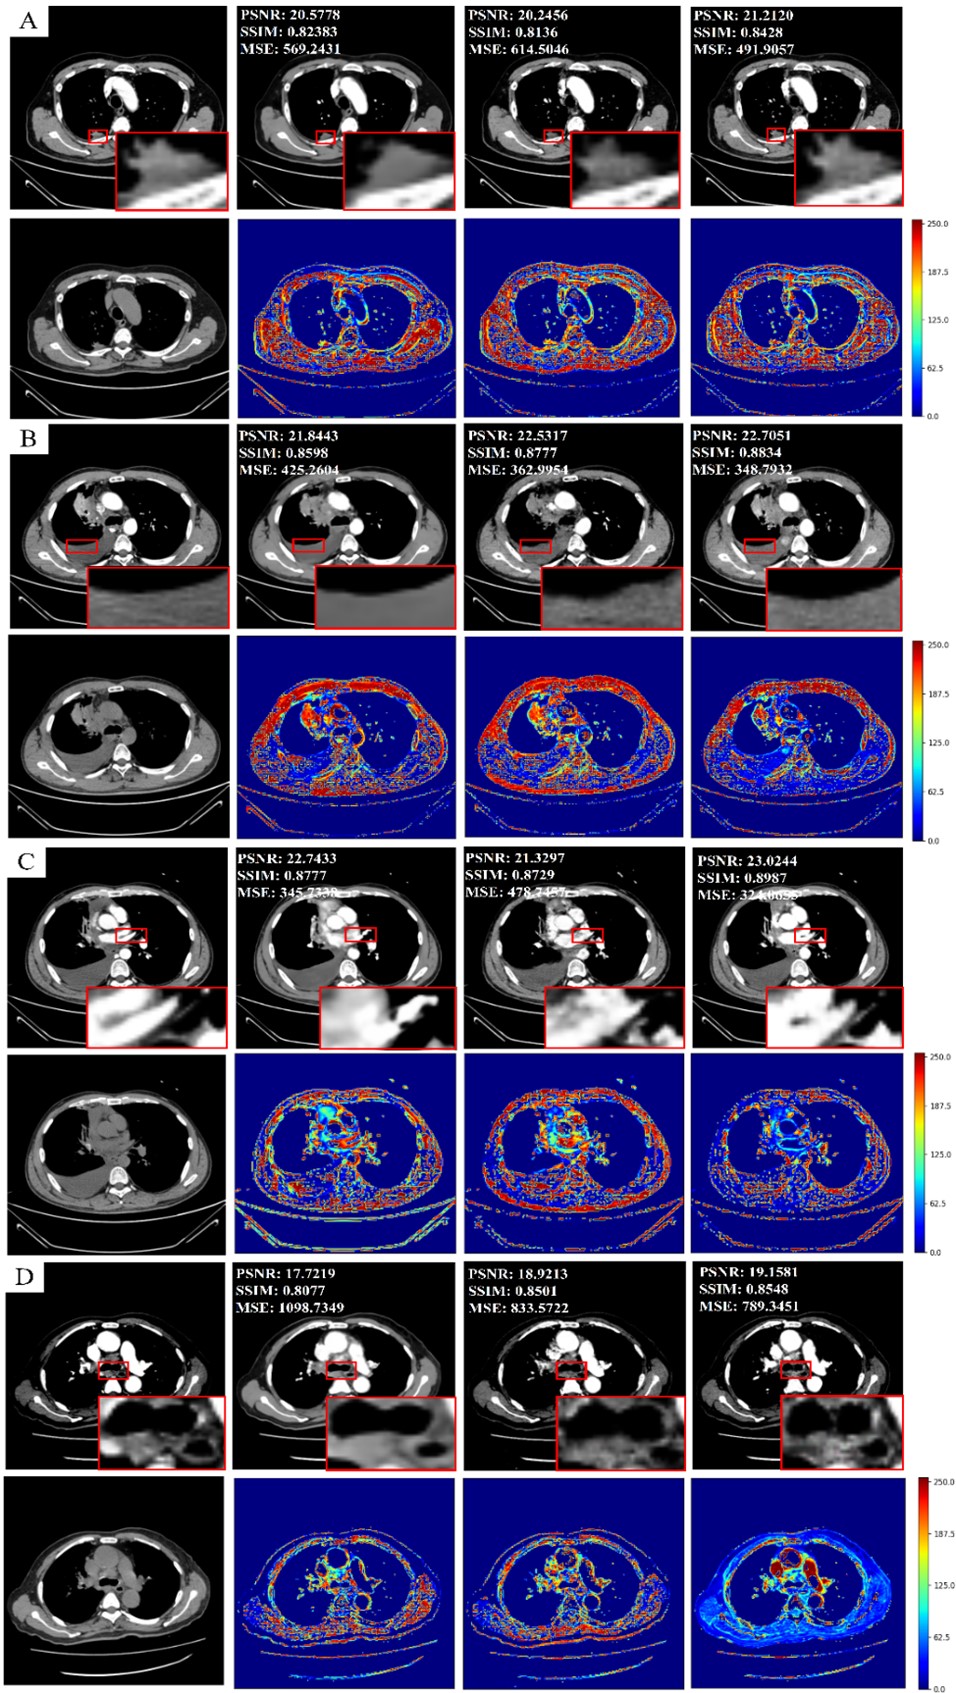 A
PSNR: 20.5778
SSIM: 0.82383
MSE: 569.2431
PSNR: 20.2456
SSIM: 0.8136
MSE: 614.5046
PSNR: 21.2120
SSIM: 0.8428
MSE: 491.9057
250.0
187.5
125.0
62.5
0.0
B
PSNR: 21.8443
SSIM: 0.8598
MSE: 425.2604
PSNR: 22.5317
SSIM: 0.8777
MSE: 362.9954
PSNR: 22.7051
SSIM: 0.8834
MSE: 348.7932
250.0
187.5
125.0
62.5
0.0
C
PSNR: 22.7433
SSIM: 0.8777
MSE:
PSNR: 21.3297
SSIM: 0.8729
MSE:
PSNR: 23.0244
SSIM: 0.8987
MSE:
250.0
187.5
125.0
62.5
0.0
D
PSNR: 17.7219
SSIM: 0.8077
MSE: 1098.7349
PSNR: 18.9213
SSIM: 0.8501
MSE: 833.5722
PSNR: 19.1581
SSIM: 0.8548
MSE: 789.3451
250.0
187.5
125.0
62.5
0.0